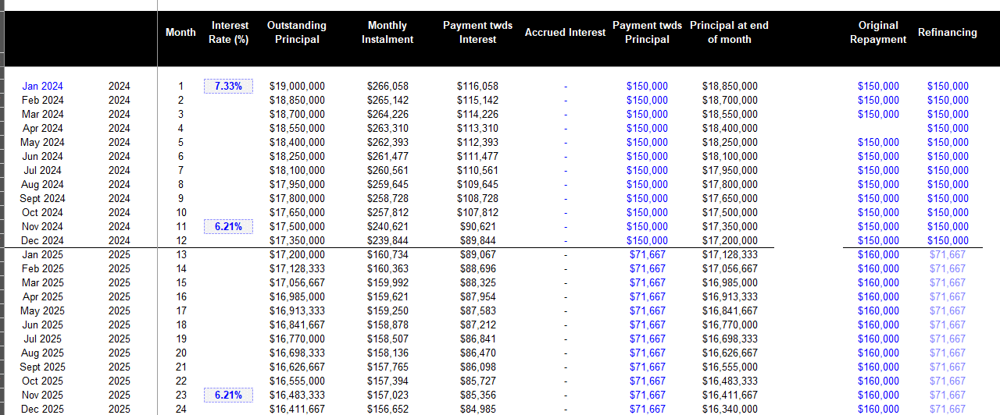 Month Interest Rate (%) Outstanding Principal Monthly Instalment Payment twds Interest Accrued Interest Payment twds Principal Principal at end of month Original Repayment Refinancing
Jan 2024 2024 1 7.33% $19,000,000 $266,058 $116,058 - $150,000 $18,850,000 $150,000 $150,000
Feb 2024 2024 2 $18,850,000 $265,142 $115,142 - $150,000 $18,700,000 $150,000 $150,000
Mar 2024 2024 3 $18,700,000 $264,226 $114,226 - $150,000 $18,550,000 $150,000 $150,000
Apr 2024 2024 4 $18,550,000 $263,310 $113,310 - $150,000 $18,400,000 $150,000
May 2024 2024 5 $18,400,000 $262,393 $112,393 - $150,000 $18,250,000 $150,000 $150,000
Jun 2024 2024 6 $18,250,000 $261,477 $111,477 - $150,000 $18,100,000 $150,000 $150,000
Jul 2024 2024 7 $18,100,000 $260,561 $110,561 - $150,000 $17,950,000 $150,000 $150,000
Aug 2024 2024 8 $17,950,000 $259,645 $109,645 - $150,000 $17,800,000 $150,000 $150,000
Sept 2024 2024 9 $17,800,000 $258,728 $108,728 - $150,000 $17,650,000 $150,000 $150,000
Oct 2024 2024 10 $17,650,000 $257,812 $107,812 - $150,000 $17,500,000 $150,000 $150,000
Nov 2024 2024 11 6.21% $17,500,000 $240,621 $90,621 - $150,000 $17,350,000 $150,000 $150,000
Dec 2024 2024 12 $17,350,000 $239,844 $89,844 - $150,000 $17,200,000 $150,000 $150,000
Jan 2025 2025 13 $17,200,000 $160,734 $89,067 - $71,667 $17,128,333 $160,000 $71,667
Feb 2025 2025 14 $17,128,333 $160,363 $88,696 - $71,667 $17,056,667 $160,000 $71,667
Mar 2025 2025 15 $17,056,667 $159,992 $88,325 - $71,667 $16,985,000 $160,000 $71,667
Apr 2025 2025 16 $16,985,000 $159,621 $87,954 - $71,667 $16,913,333 $160,000 $71,667
May 2025 2025 17 $16,913,333 $159,250 $87,583 - $71,667 $16,841,667 $160,000 $71,667
Jun 2025 2025 18 $16,841,667 $158,878 $87,212 - $71,667 $16,770,000 $160,000 $71,667
Jul 2025 2025 19 $16,770,000 $158,507 $86,841 - $71,667 $16,698,333 $160,000 $71,667
Aug 2025 2025 20 $16,698,333 $158,136 $86,470 - $71,667 $16,626,667 $160,000 $71,667
Sept 2025 2025 21 $16,626,667 $157,765 $86,098 - $71,667 $16,555,000 $160,000 $71,667
Oct 2025 2025 22 $16,555,000 $157,394 $85,727 - $71,667 $16,483,333 $160,000 $71,667
Nov 2025 2025 23 6.21% $16,483,333 $157,023 $85,356 - $71,667 $16,411,667 $160,000 $71,667
Dec 2025 2025 24 $16,411,667 $156,652 $84,985 - $71,667 $16,340,000 $160,000 $71,667